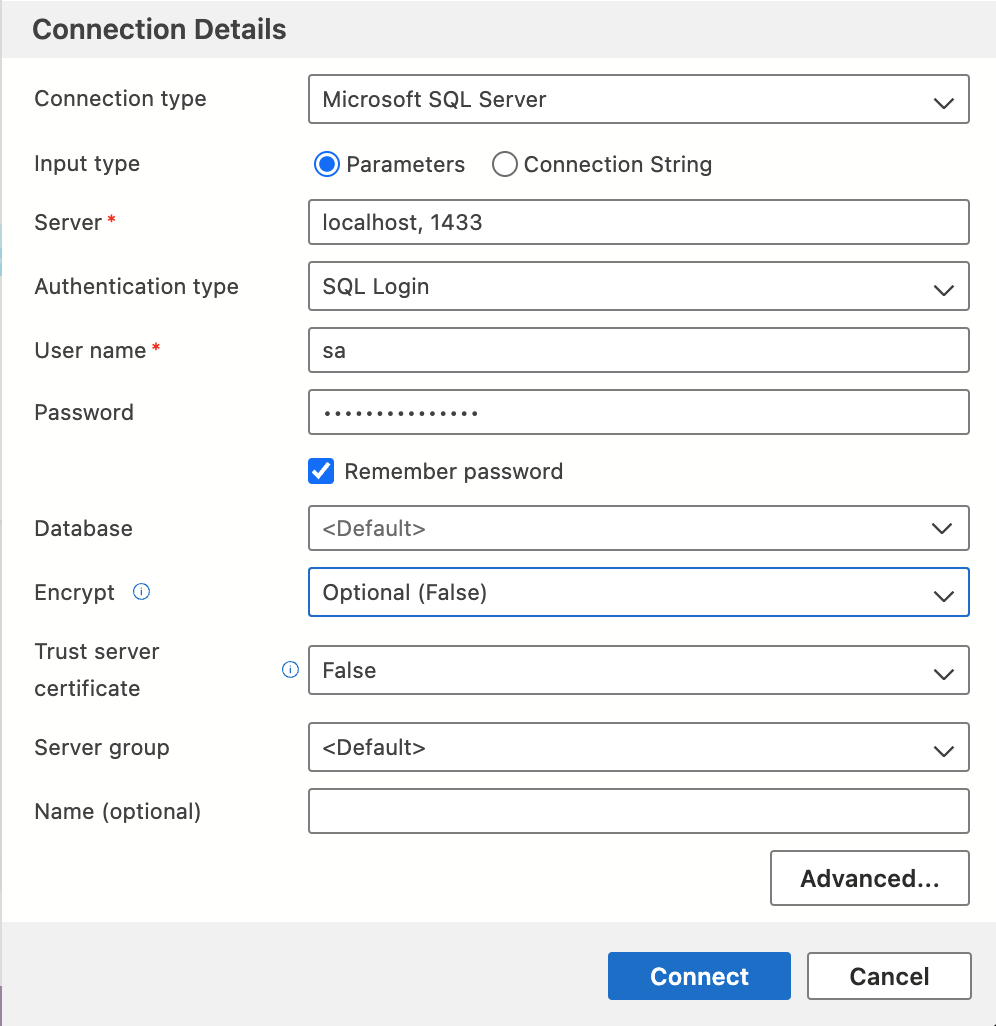 Connection Details
Connection type
Microsoft SQL Server
Input type
Parameters
Connection String
Server *
localhost, 1433
Authentication type
SQL Login
User name *
sa
Password
•••••••••••••••
Remember password
Database
<Default>
Encrypt
Optional (False)
Trust server
certificate
False
Server group
<Default>
Name (optional)
Advanced...
Connect
Cancel